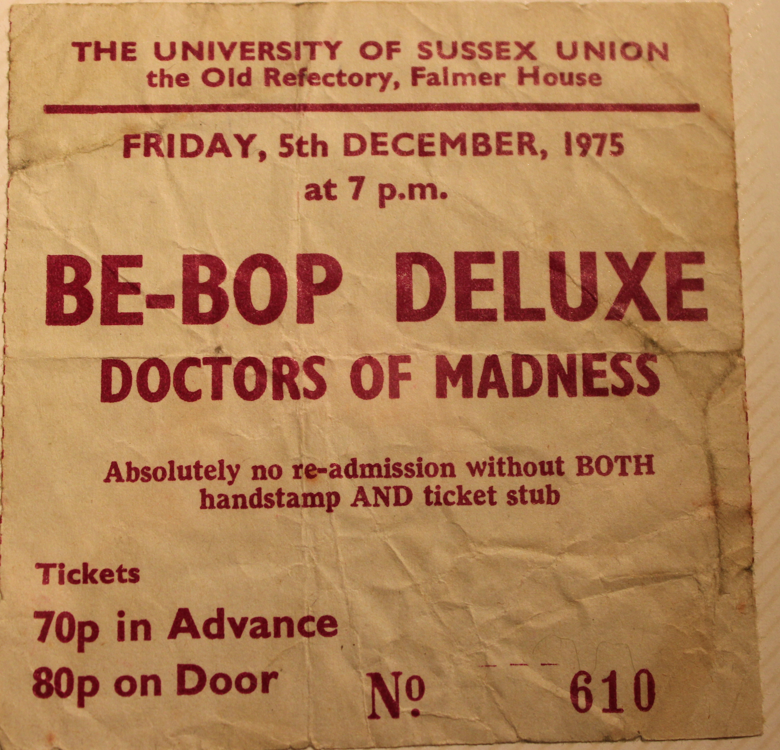 THE UNIVERSITY OF SUSSEX UNION
the Old Refectory, Falmer House
FRIDAY, 5th DECEMBER, 1975
at 7 p.m.
BE-BOP DELUXE
DOCTORS OF MADNESS
Absolutely no re-admission without BOTH
handstamp AND ticket stub
Tickets
70p in Advance
80p on Door
Nº 610